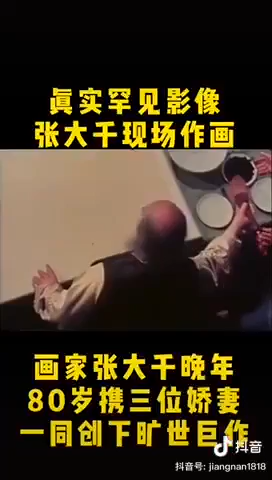 真实罕见影像
张大千现场作画
画家张大千晚年
80岁携三位娇妻
一同创下旷世巨作
抖音
抖音号: jiangnan1818